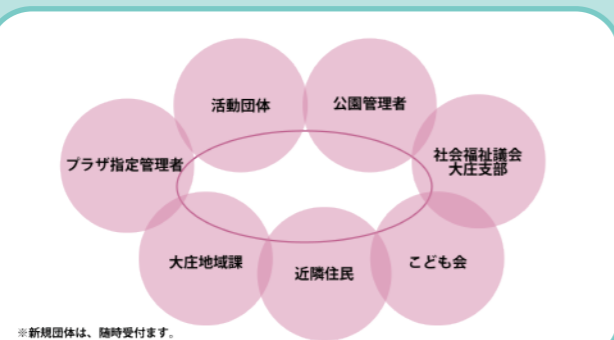 活動団体
公園管理者
プラザ指定管理者
社会福祉議会
大庄支部
大庄地域課
近隣住民
こども会
※新規団体は、随時受付ます。